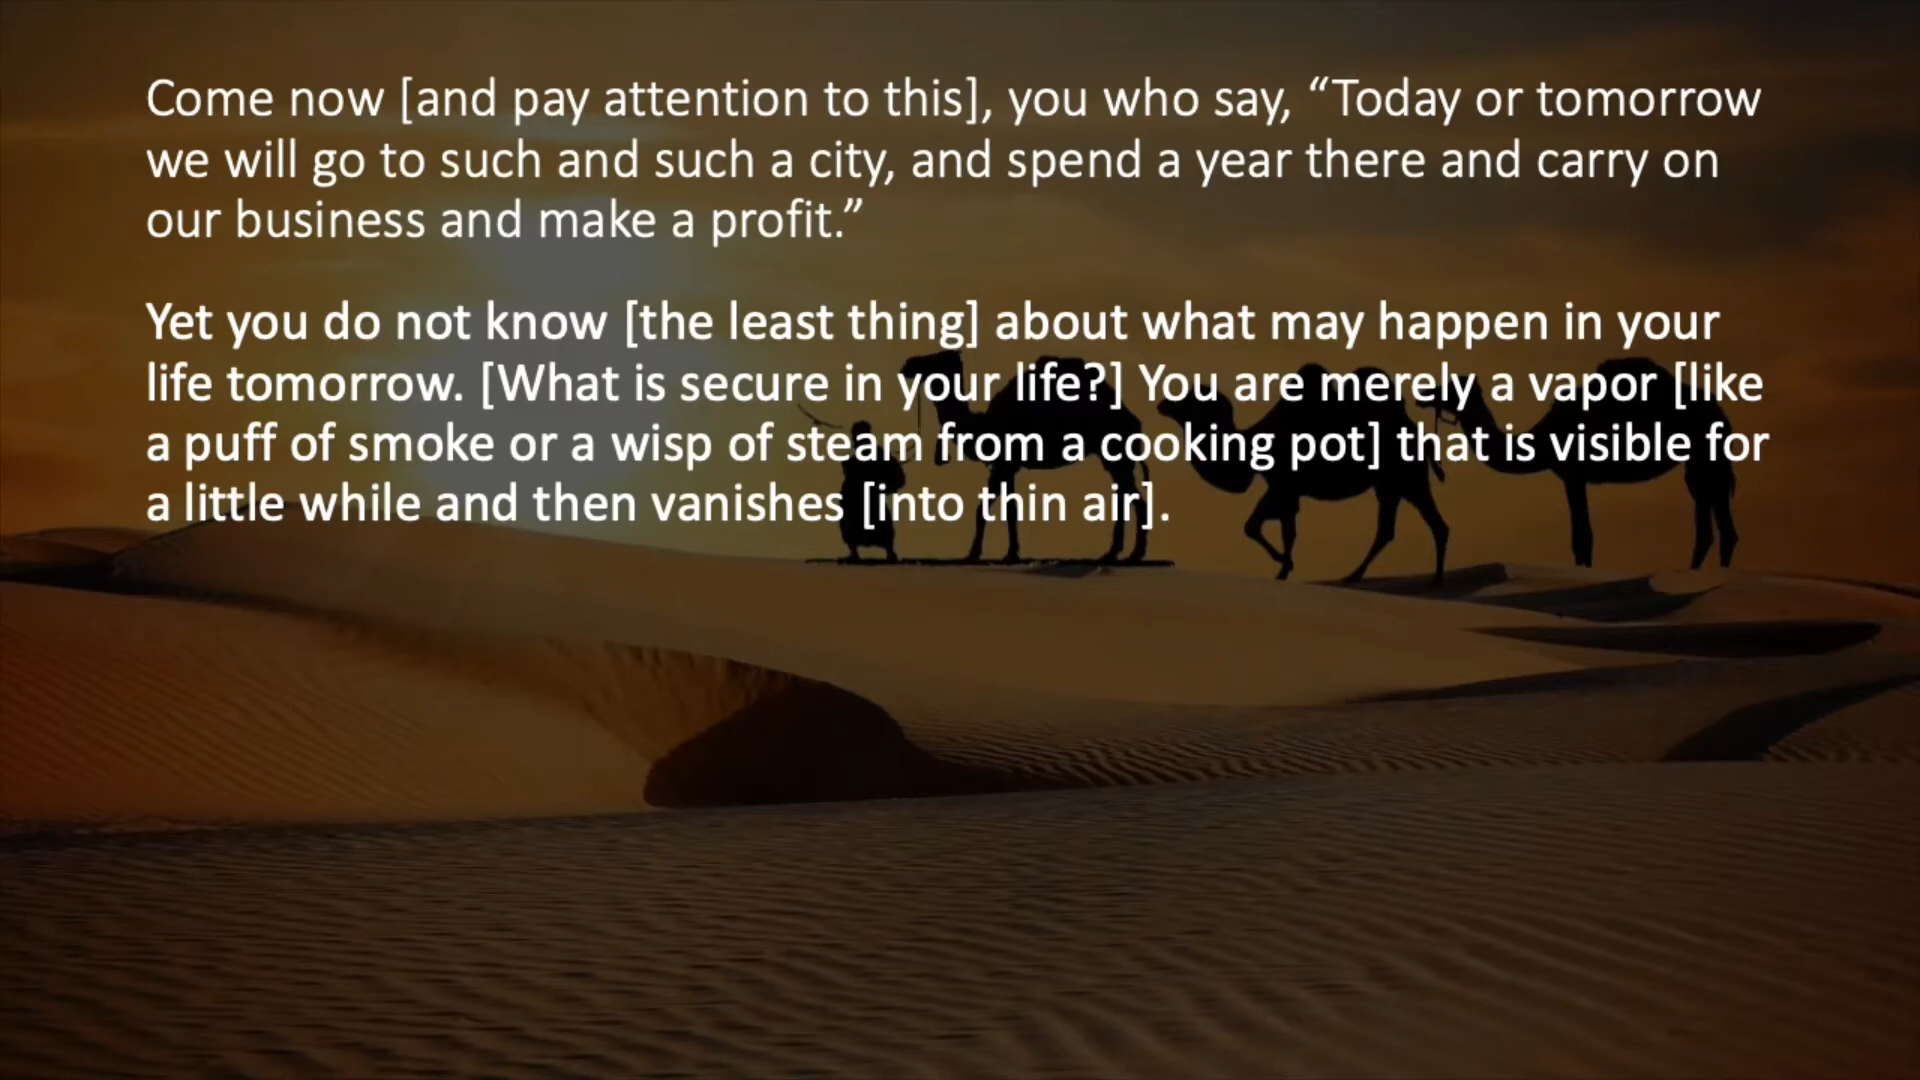 Come now [and pay attention to this], you who say, “Today or tomorrow
we will go to such and such a city, and spend a year there and carry on
our business and make a profit.”
Yet you do not know [the least thing] about what may happen in your
life tomorrow. [What is secure in your life?] You are merely a vapor [like
a puff of smoke or a wisp of steam from a cooking pot] that is visible for
a little while and then vanishes [into thin air].